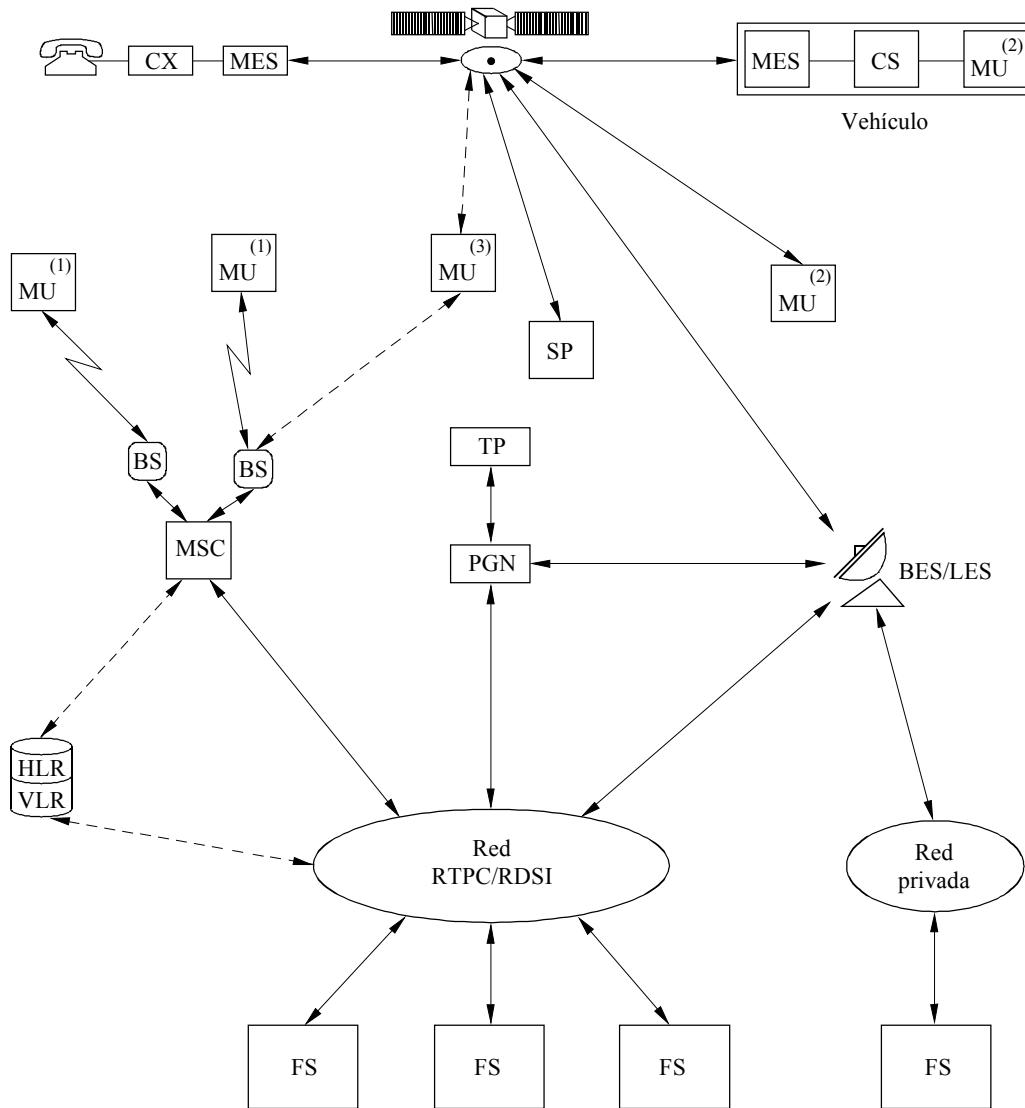 CX
MES
MES
CS
(2)
MU
Vehículo
(1)
MU
(1)
MU
(3)
MU
(2)
MU
SP
TP
BS
BS
MSC
PGN
BES/LES
HLR
VLR
Red
RTPC/RDSI
Red
privada
FS
FS
FS
FS